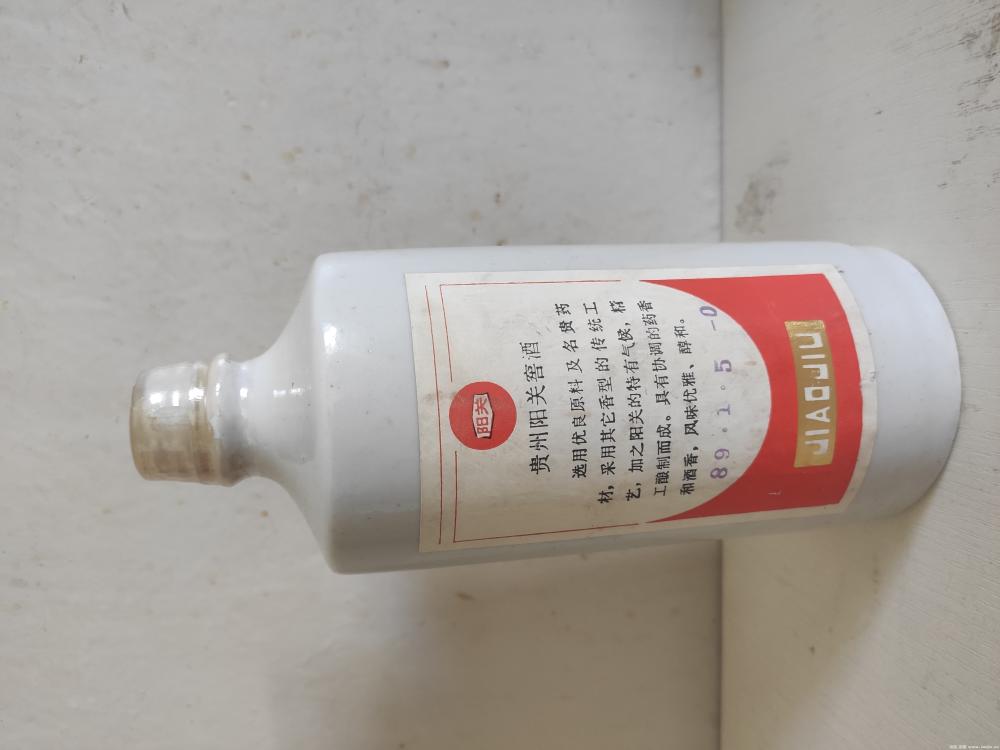 阳关
贵州阳关窖酒
选用优良原料及名贵药
材，采用其它香型的传统工
艺，加之阳关的特有气候，精
工酿制而成。具有协调的药香
和酒香，风味优雅、醇和。
89.1.5 -0
JIAOJIU